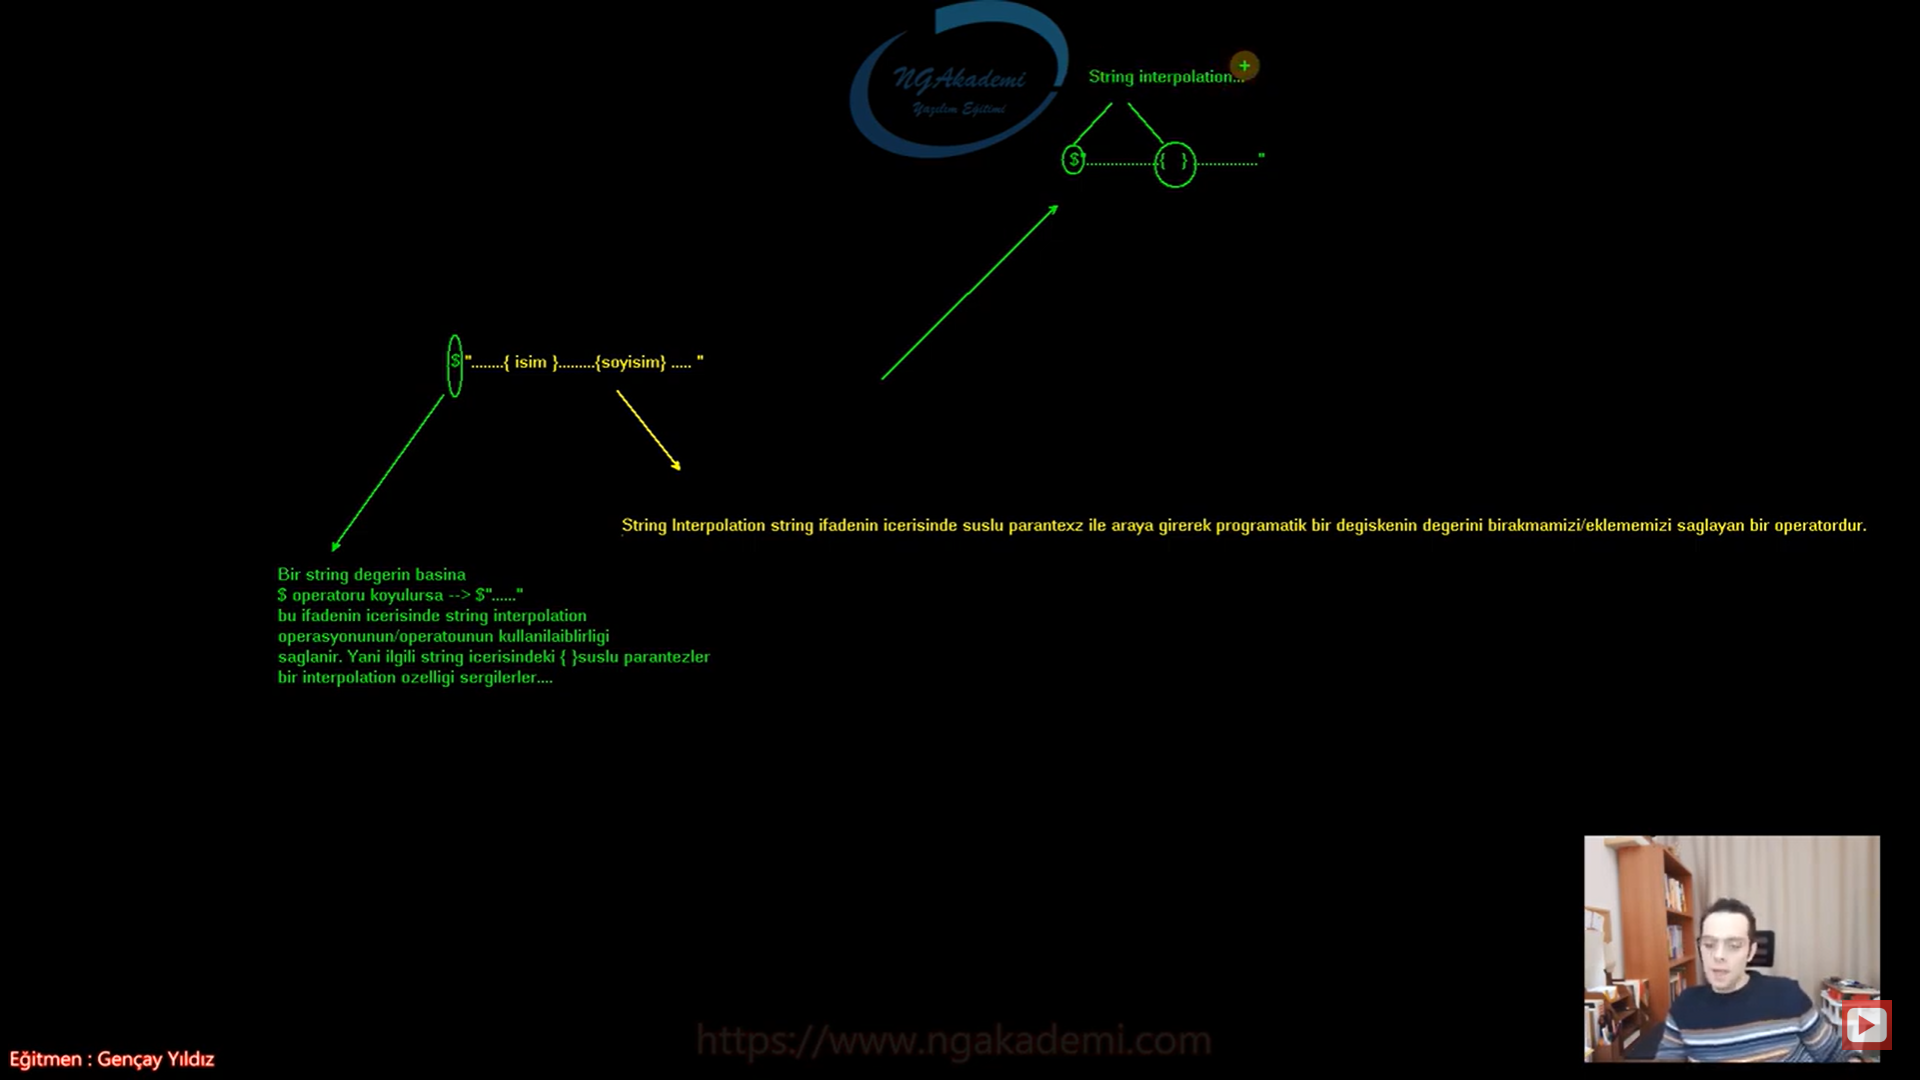 NGAkademi
Yazılım Eğitimi
String interpolation...
$"..................{ }................"
$"........{ isim }.........{soyisim} ..... "
String Interpolation string ifadenin icerisinde suslu parantexz ile araya girerek programatik bir degiskenin degerini birakmamizi/eklememizi saglayan bir operatordur.
Bir string degerin basina
$ operatoru koyulursa --> $"......"
bu ifadenin icerisinde string interpolation
operasyonunun/operatounun kullanilaiblirligi
saglanir. Yani ilgili string icerisindeki { }suslu parantezler
bir interpolation ozelligi sergilerler....
https://www.ngakademi.com
Eğitmen : Gençay Yıldız